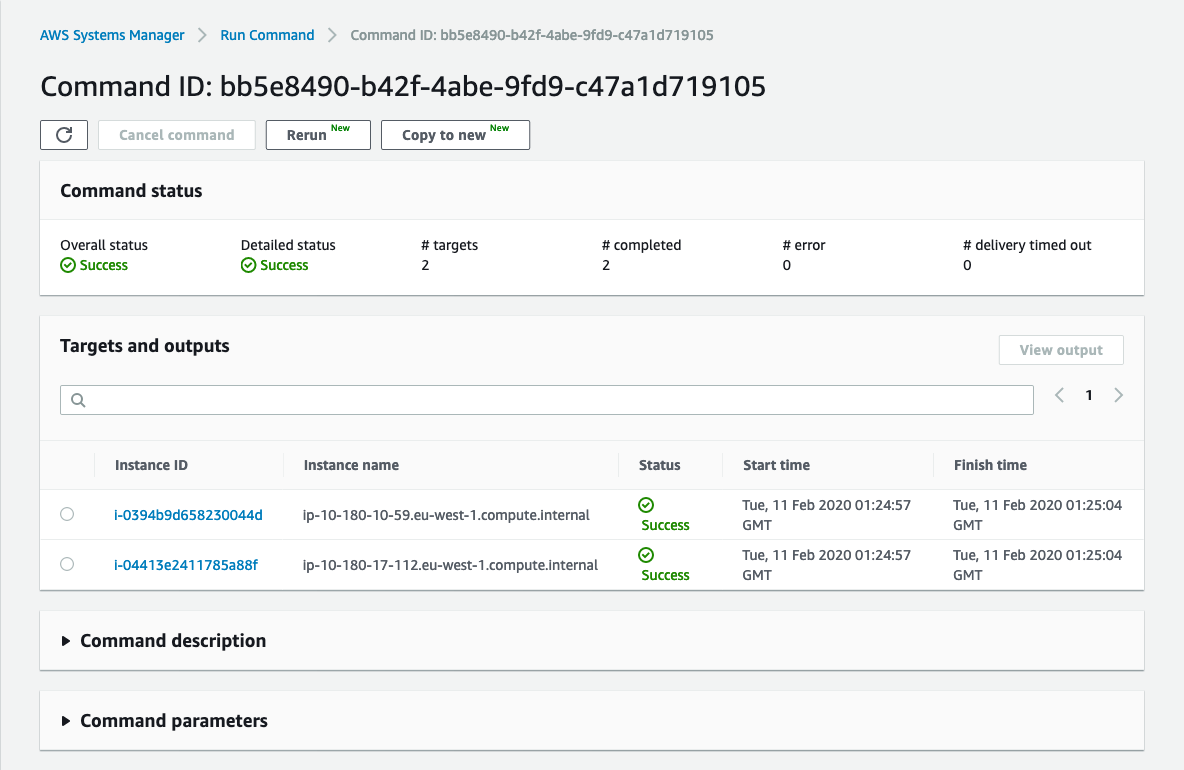 AWS Systems Manager > Run Command > Command ID: bb5e8490-b42f-4abe-9fd9-c47a1d719105
Command ID: bb5e8490-b42f-4abe-9fd9-c47a1d719105
Cancel command Rerun New Copy to new New
Command status
Overall status Detailed status # targets # completed # error # delivery timed out
Success Success 2 2 0 0
Targets and outputs View output
1
Instance ID Instance name Status Start time Finish time
i-0394b9d658230044d ip-10-180-10-59.eu-west-1.compute.internal Success Tue, 11 Feb 2020 01:24:57 GMT Tue, 11 Feb 2020 01:25:04 GMT
i-04413e2411785a88f ip-10-180-17-112.eu-west-1.compute.internal Success Tue, 11 Feb 2020 01:24:57 GMT Tue, 11 Feb 2020 01:25:04 GMT
Command description
Command parameters